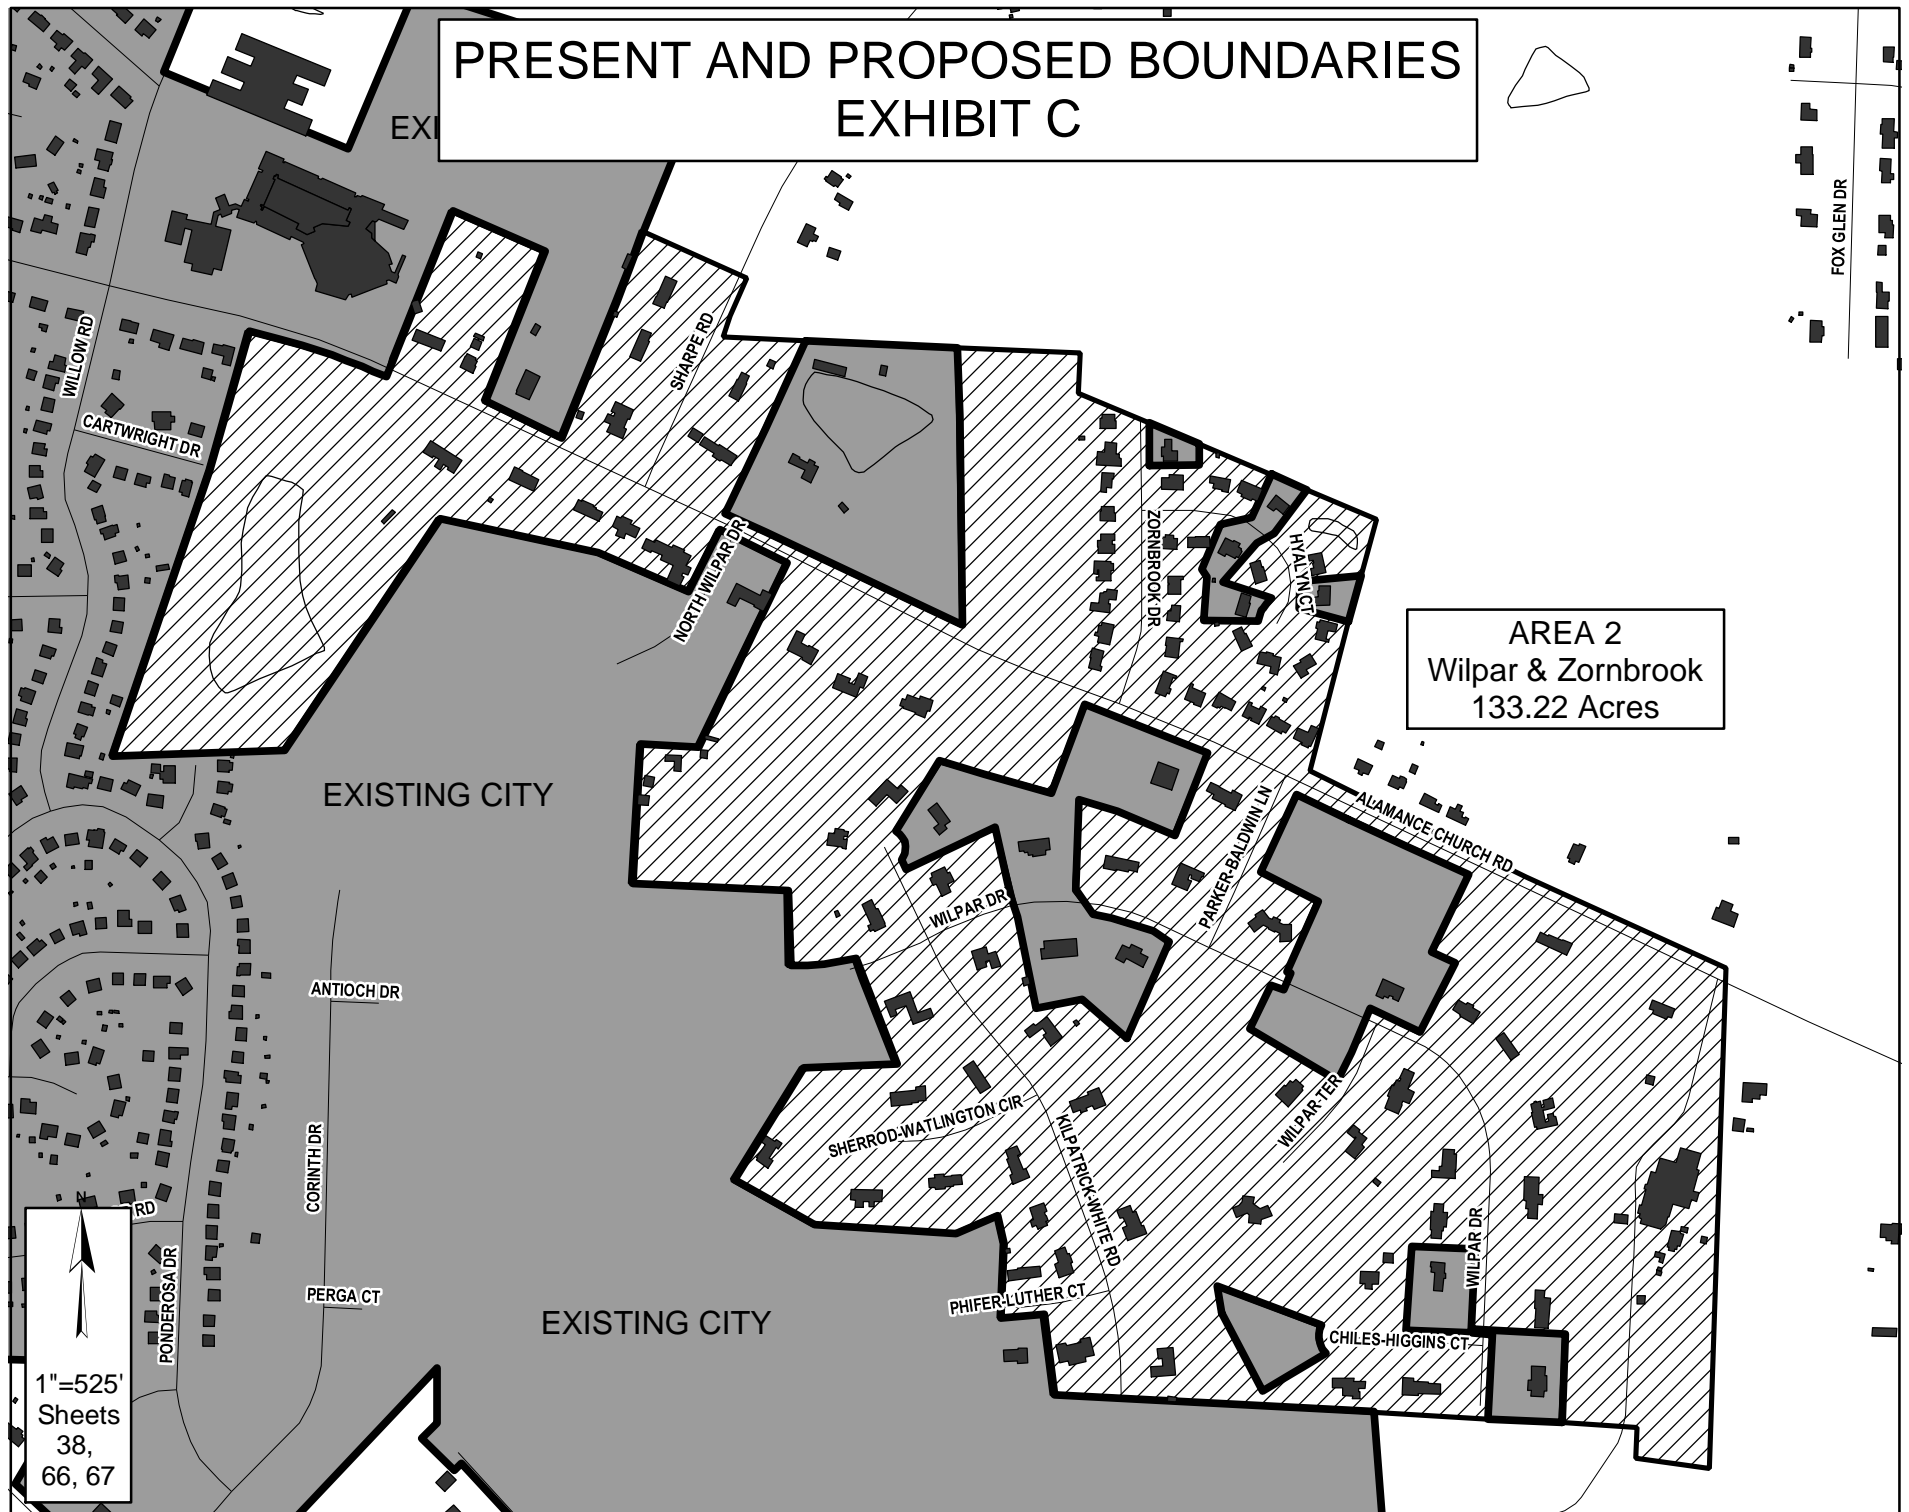 PRESENT AND PROPOSED BOUNDARIES
EXHIBIT C
EXI
FOX GLEN DR
WILLOW RD
SHARPE RD
CARTWRIGHT DR
NORTH WILPAR DR
ZORNBROOK DR
HYALYN CT
AREA 2
Wilpar & Zornbrook
133.22 Acres
EXISTING CITY
PARKER-BALDWIN LN
ALAMANCE CHURCH RD
WILPAR DR
ANTIOCH DR
SHERROD-WATLINGTON CIR
KILPATRICK-WHITE RD
WILPAR TER
CORINTH DR
RD
PONDEROSA DR
PERGA CT
EXISTING CITY
PHIFER-LUTHER CT
WILPAR DR
CHILES-HIGGINS CT
N
1"=525'
Sheets
38,
66, 67